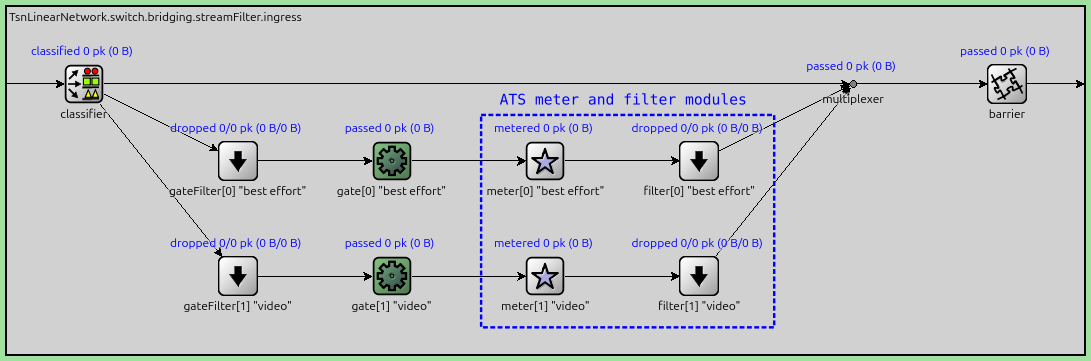 TsnLinearNetwork.switch.bridging.streamFilter.ingress
classified 0 pk (0 B)
passed 0 pk (0 B)
passed 0 pk (0 B)
classifier
ATS meter and filter modules
multiplexer
barrier
dropped 0/0 pk (0 B/0 B)
passed 0 pk (0 B)
metered 0 pk (0 B)
dropped 0/0 pk (0 B/0 B)
gateFilter[0] "best effort"
gate[0] "best effort"
meter[0] "best effort"
filter[0] "best effort"
dropped 0/0 pk (0 B/0 B)
passed 0 pk (0 B)
metered 0 pk (0 B)
dropped 0/0 pk (0 B/0 B)
gateFilter[1] "video"
gate[1] "video"
meter[1] "video"
filter[1] "video"